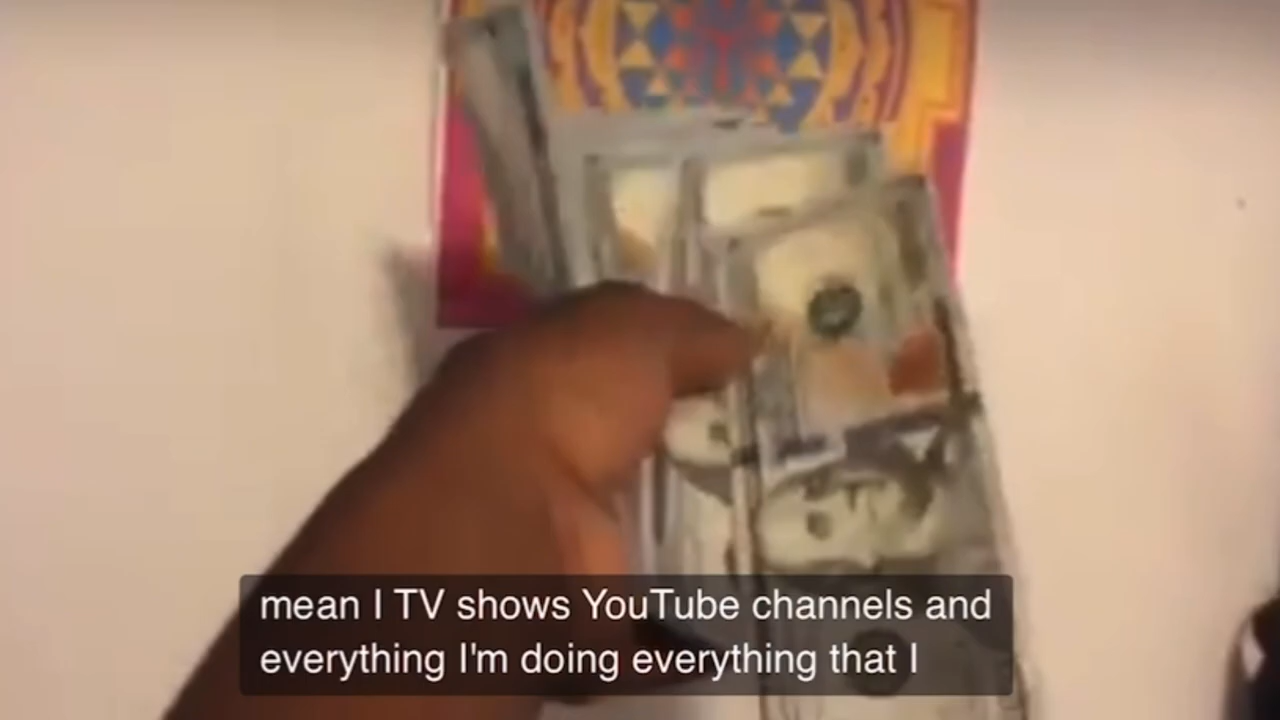 mean I TV shows YouTube channels and
everything I'm doing everything that I